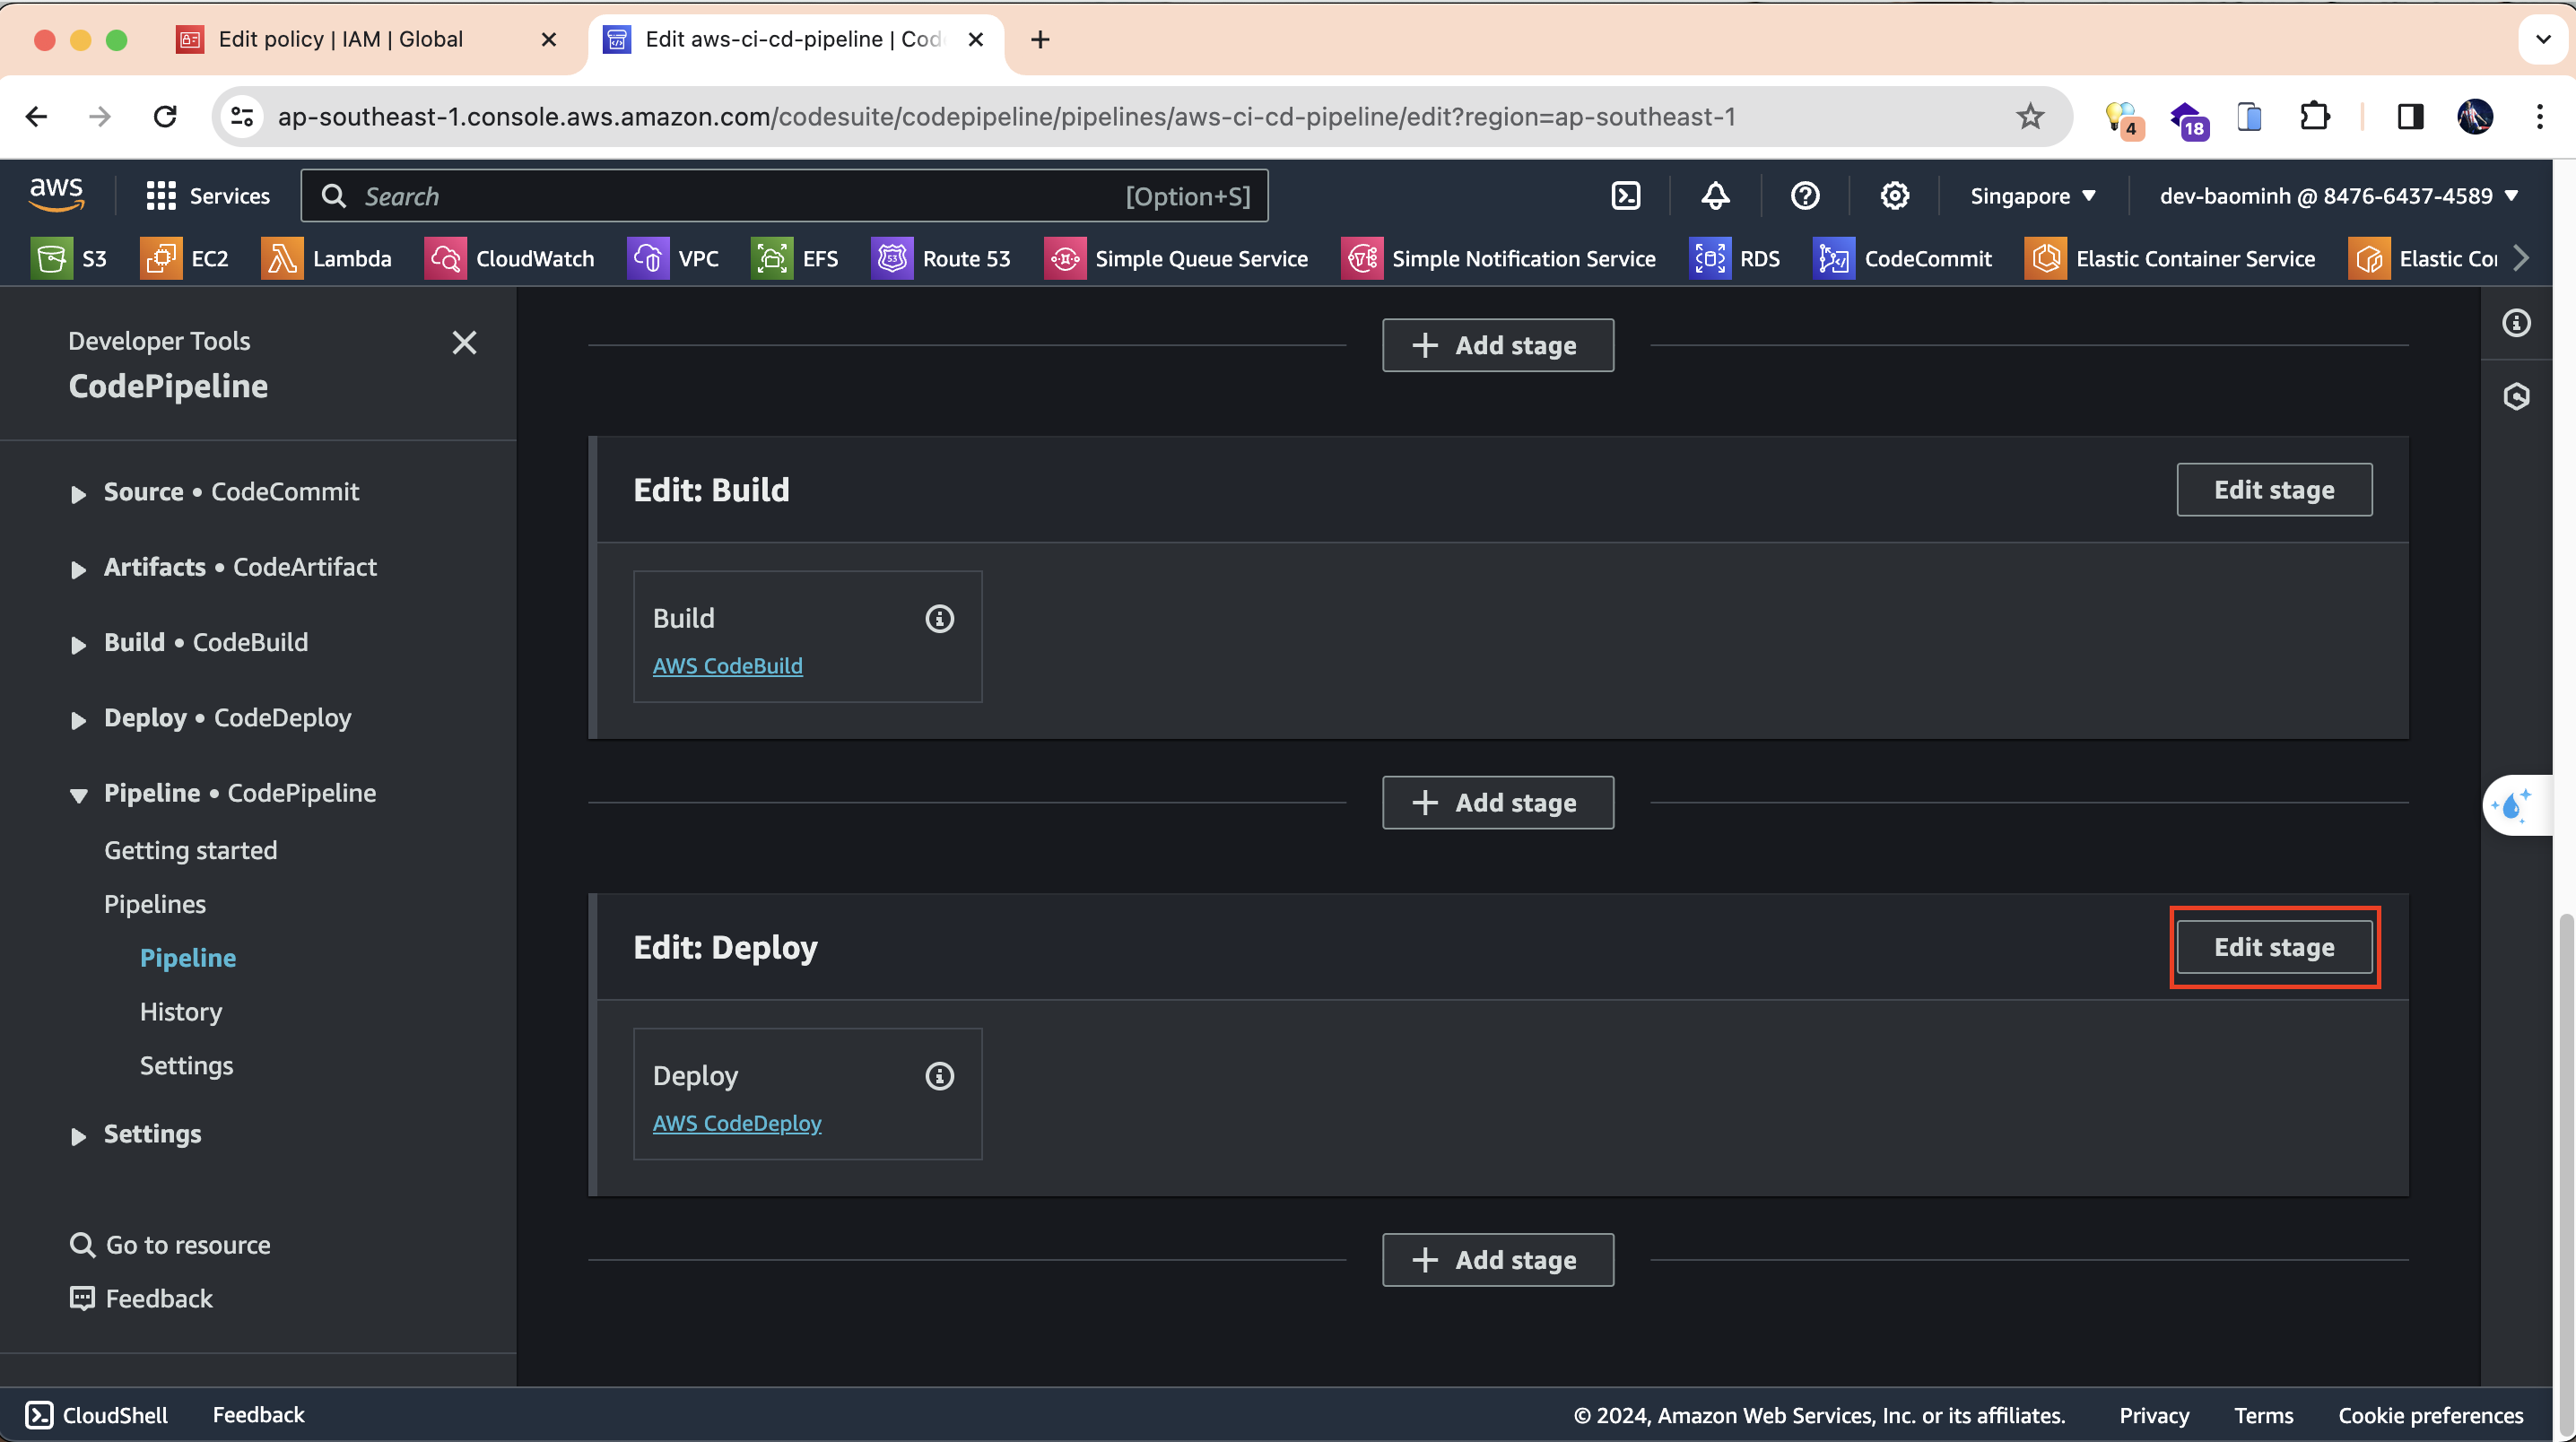 Edit policy | IAM | Global
Edit aws-ci-cd-pipeline | Cod
ap-southeast-1.console.aws.amazon.com/codesuite/codepipeline/pipelines/aws-ci-cd-pipeline/edit?region=ap-southeast-1
4
18
aws
Services
Search
[Option+S]
Singapore
dev-baominh @ 8476-6437-4589
S3
EC2
Lambda
CloudWatch
VPC
EFS
Route 53
Simple Queue Service
Simple Notification Service
RDS
CodeCommit
Elastic Container Service
Elastic Co
Developer Tools
CodePipeline
Source • CodeCommit
Artifacts • CodeArtifact
Build • CodeBuild
Deploy • CodeDeploy
Pipeline • CodePipeline
Getting started
Pipelines
Pipeline
History
Settings
Settings
Go to resource
Feedback
Add stage
Edit: Build
Edit stage
Build
AWS CodeBuild
Add stage
Edit: Deploy
Edit stage
Deploy
AWS CodeDeploy
Add stage
CloudShell
Feedback
© 2024, Amazon Web Services, Inc. or its affiliates.
Privacy
Terms
Cookie preferences